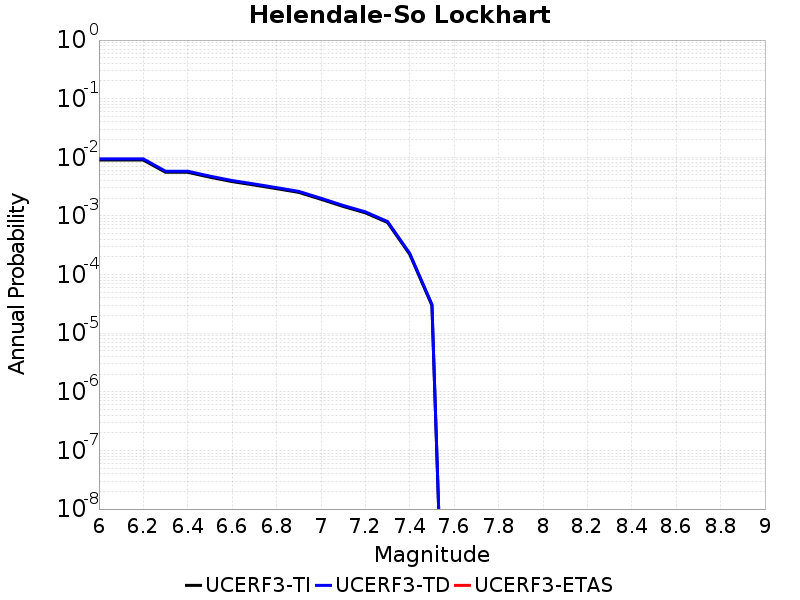 Helendale-So Lockhart
10^0
10^-1
10^-2
10^-3
10^-4
10^-5
10^-6
10^-7
10^-8
Annual Probability
6 6.2 6.4 6.6 6.8 7 7.2 7.4 7.6 7.8 8 8.2 8.4 8.6 8.8 9
Magnitude
UCERF3-TI UCERF3-TD UCERF3-ETAS